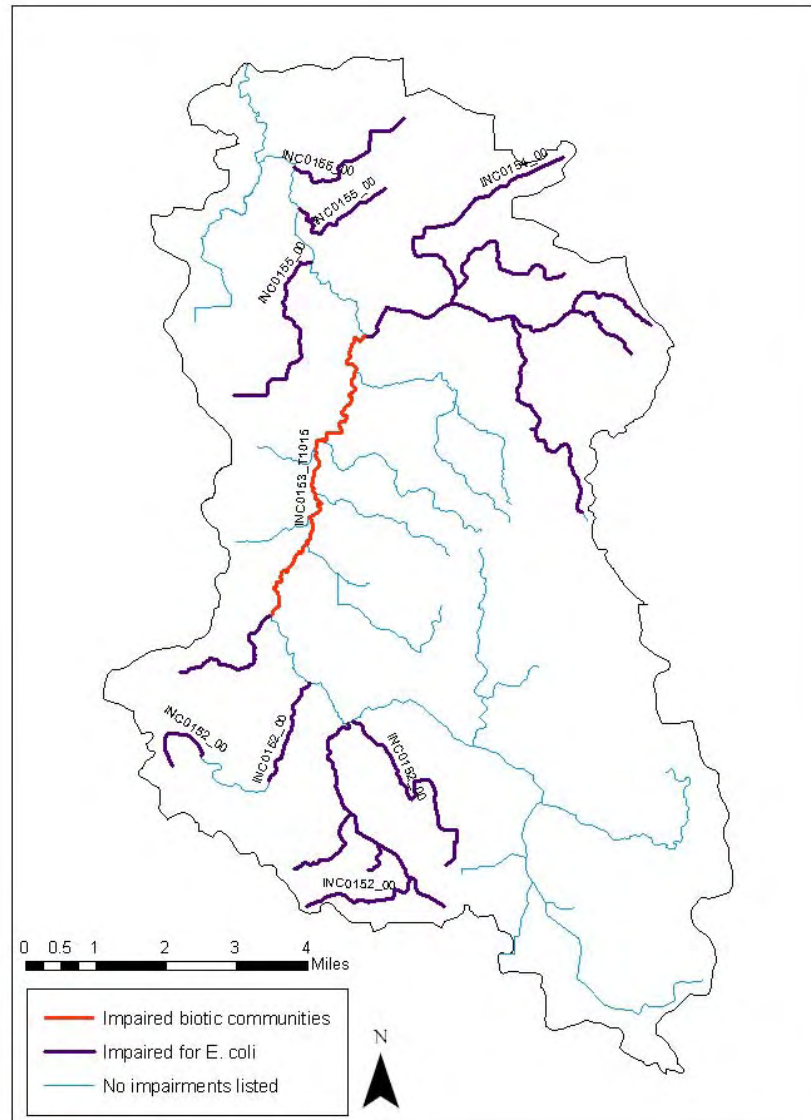 INC0155_00
INC0154_00
INC0155_00
INC0155_00
INC0153_T1015
INC0152_00
INC0152_00
INC0152_00
INC0152_00
0 0.5 1 2 3 4
Miles
Impaired biotic communities
Impaired for E. coli
No impairments listed
N